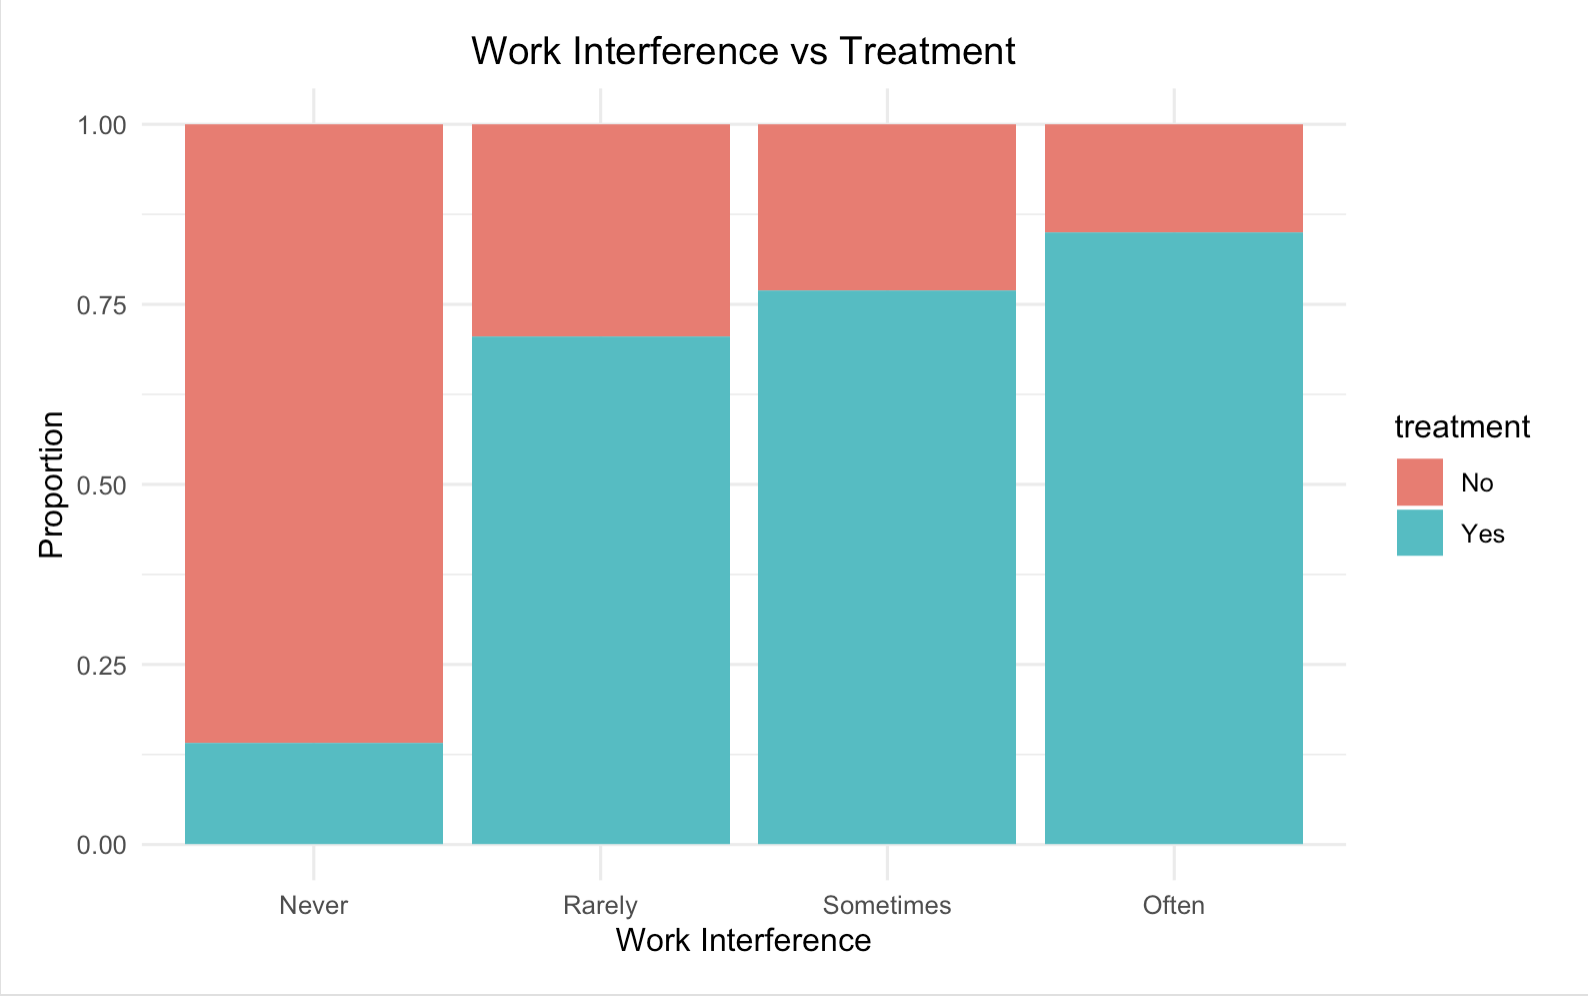 Work Interference vs Treatment
1.00
0.75
0.50
0.25
0.00
Proportion
Never Rarely Sometimes Often
Work Interference
treatment
No
Yes